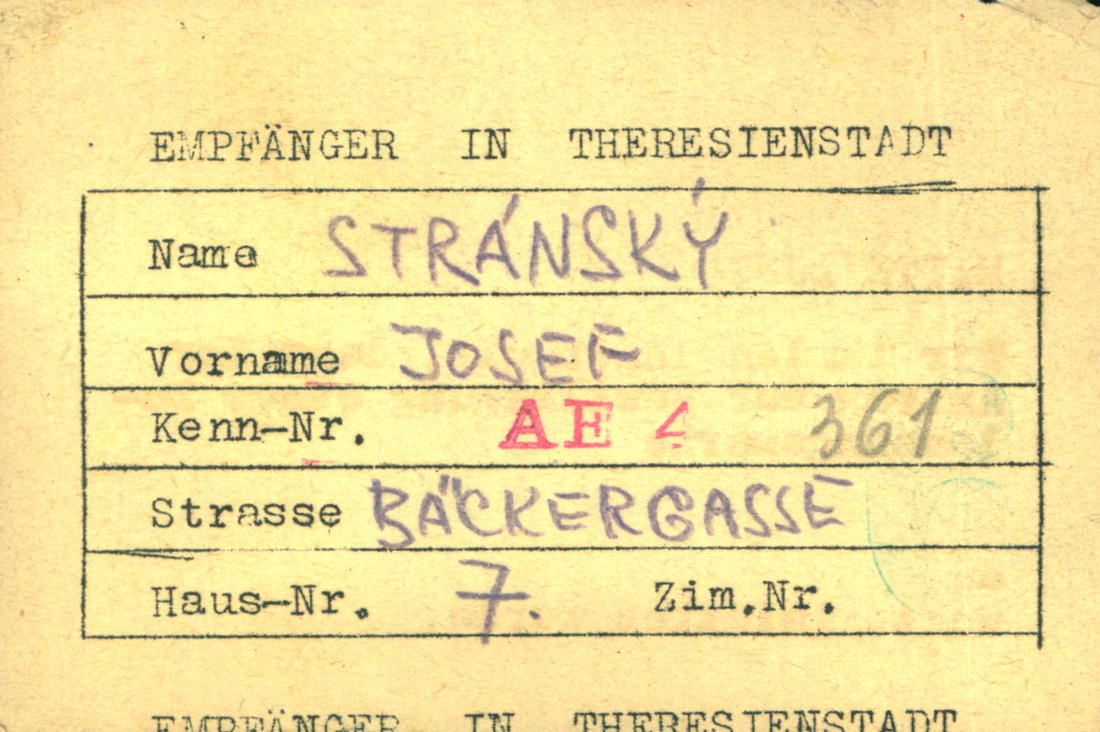 EMPFÄNGER IN THERESIENSTADT
Name STRÁNSKÝ
Vorname JOSEF
Kenn-Nr. AE 4 361
Strasse BÄCKERGASSE
Haus-Nr. 7. Zim.Nr.
EMPFÄNGER IN THERESIENSTADT